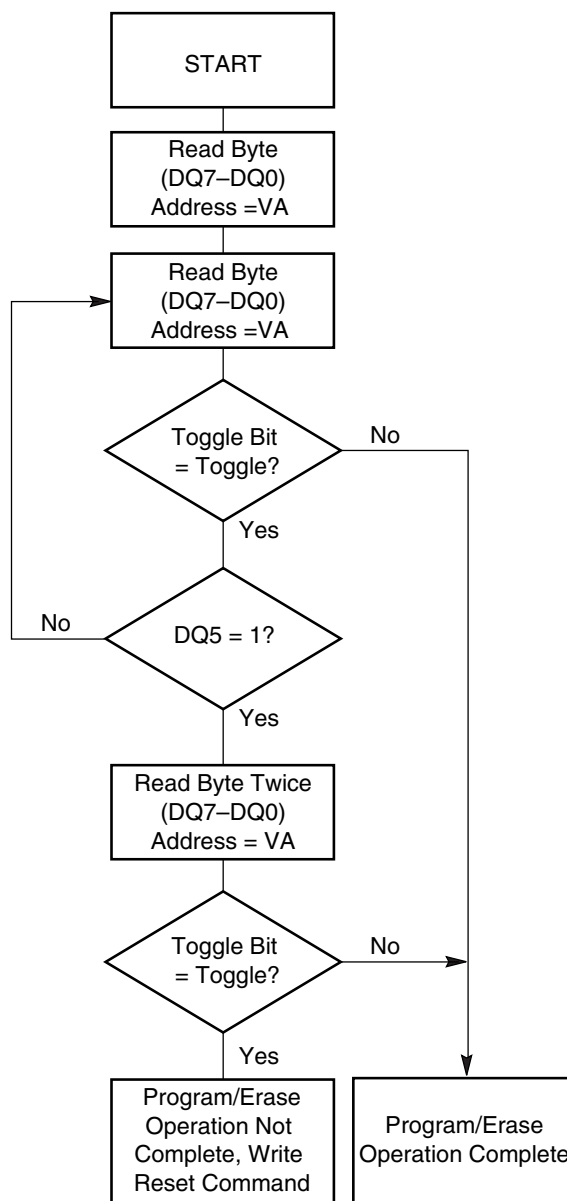 START
Read Byte
(DQ7–DQ0)
Address =VA
Read Byte
(DQ7–DQ0)
Address =VA
Toggle Bit
= Toggle?
No
Yes
No
DQ5 = 1?
Yes
Read Byte Twice
(DQ7–DQ0)
Address = VA
Toggle Bit
= Toggle?
No
Yes
Program/Erase
Operation Not
Complete, Write
Reset Command
Program/Erase
Operation Complete